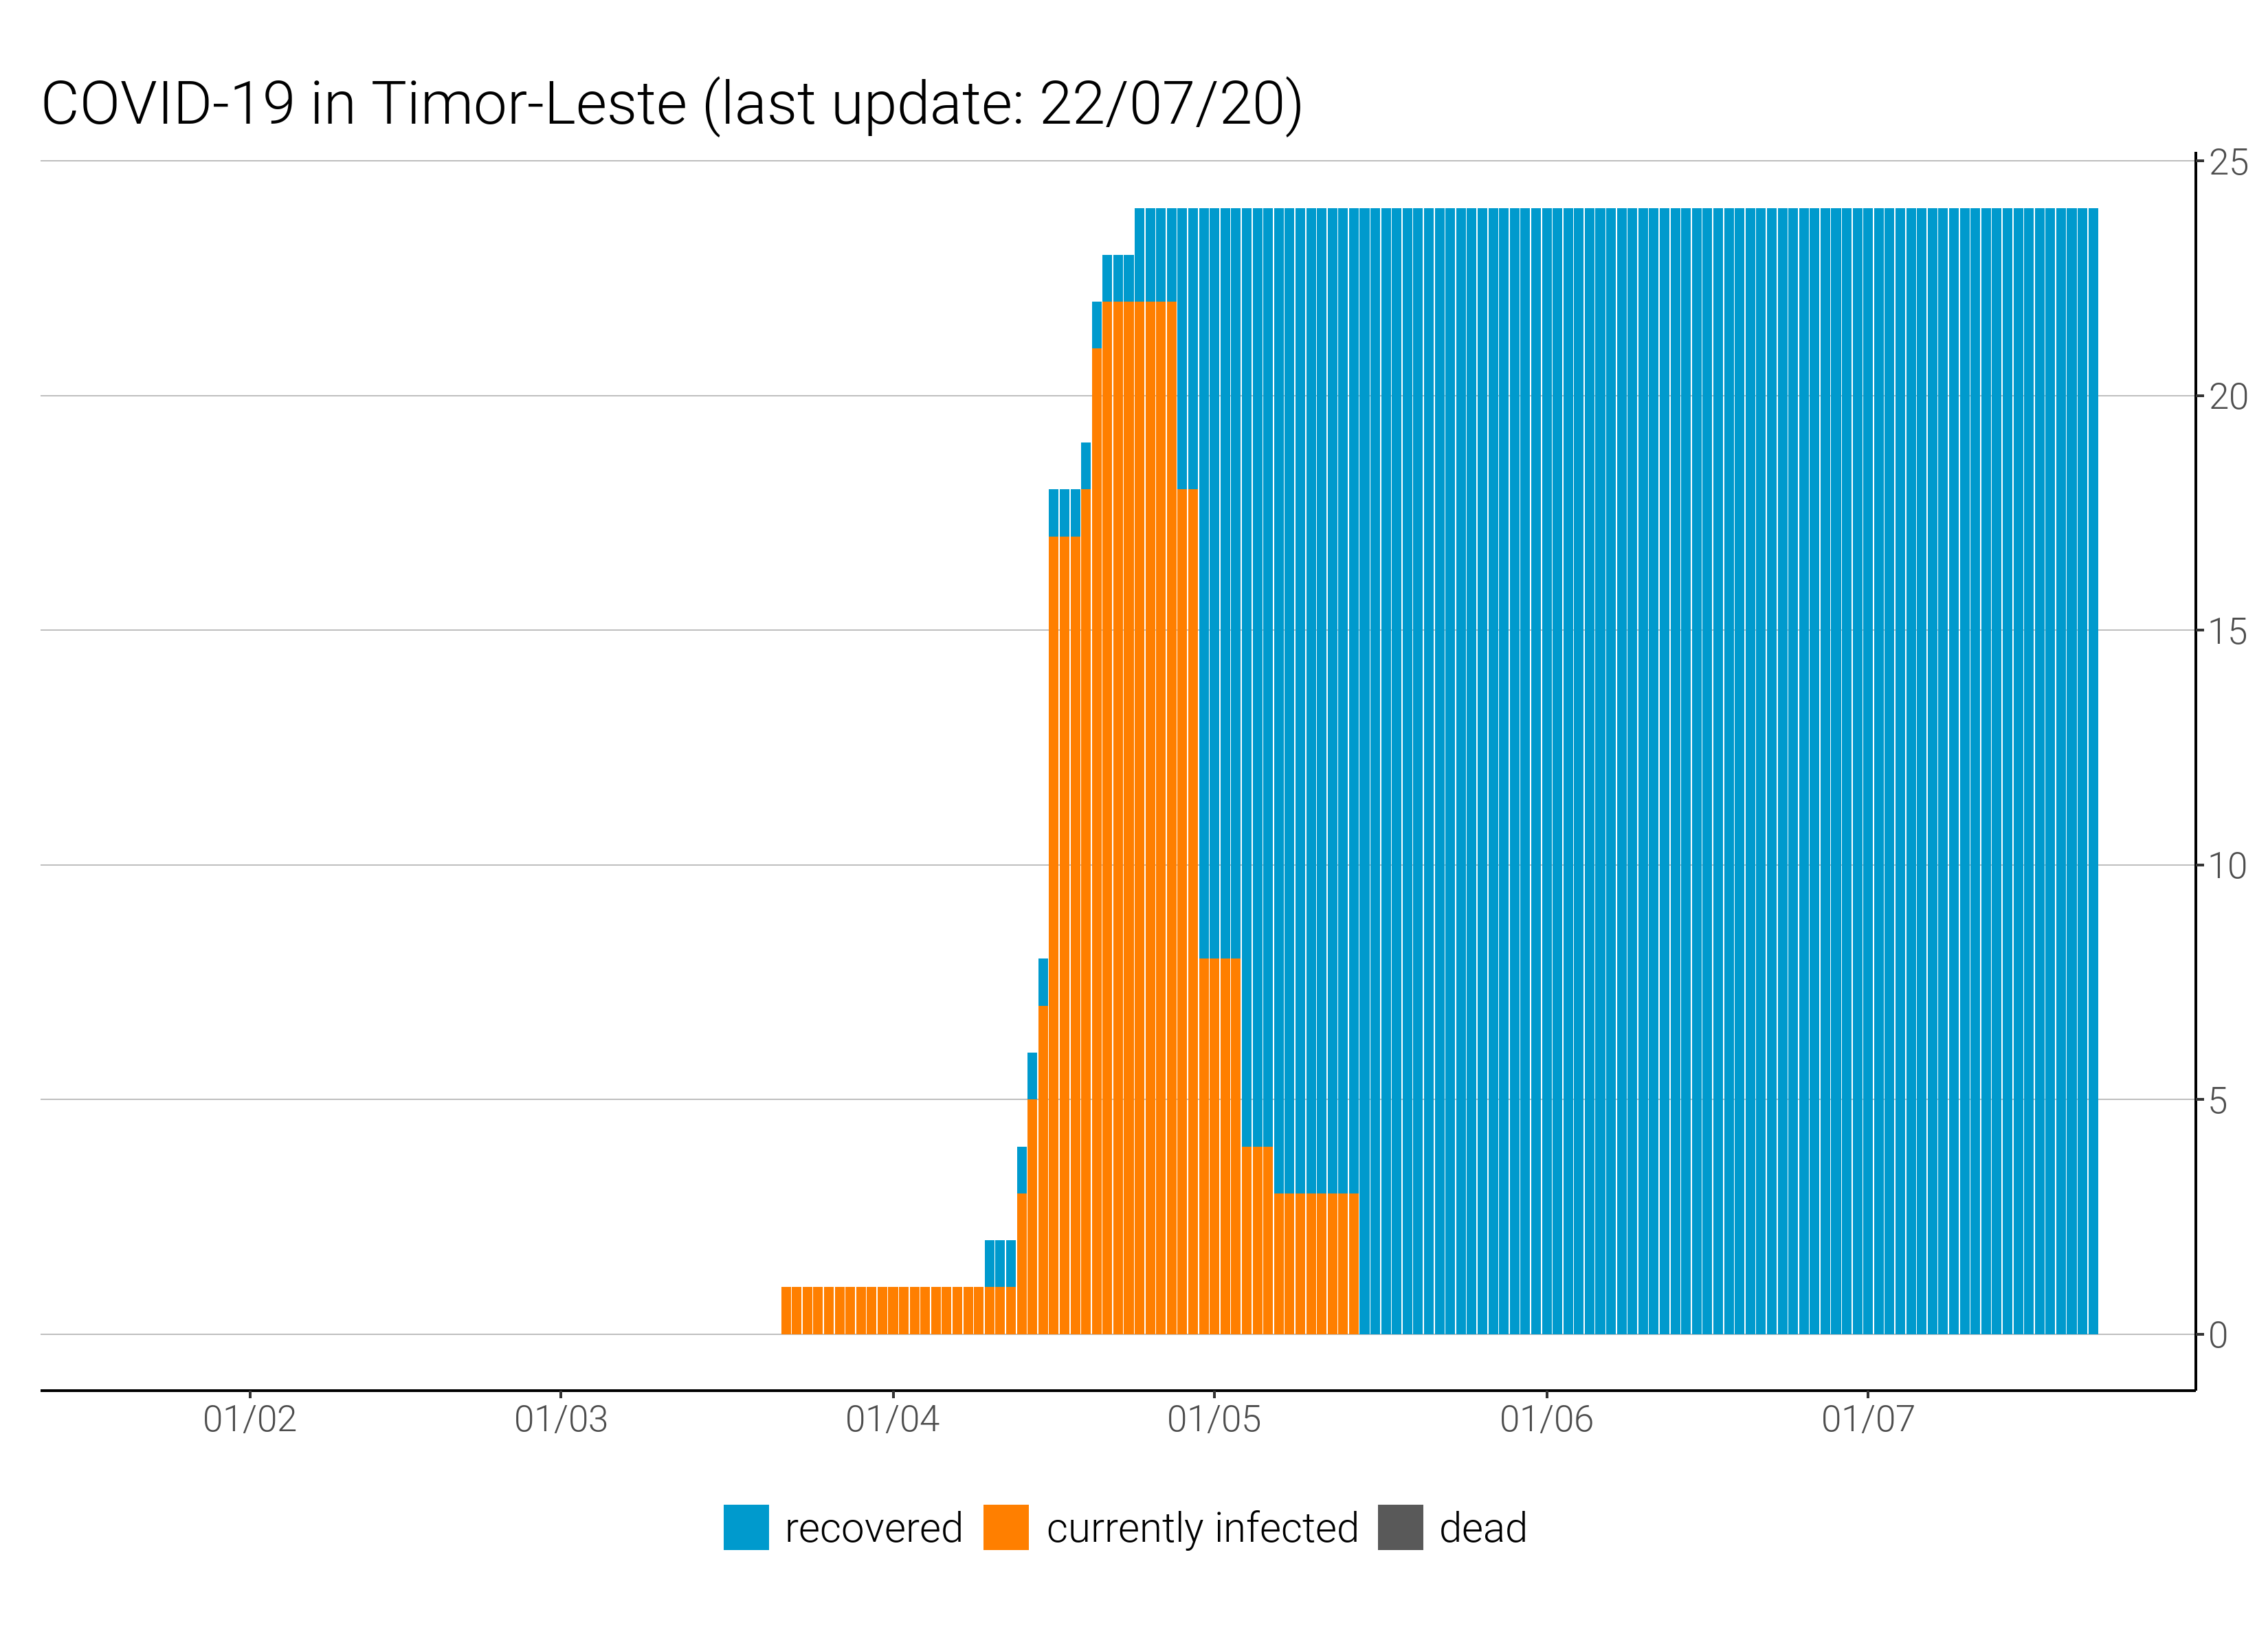 COVID-19 in Timor-Leste (last update: 22/07/20)
25
20
15
10
5
0
01/02 01/03 01/04 01/05 01/06 01/07
recovered currently infected dead